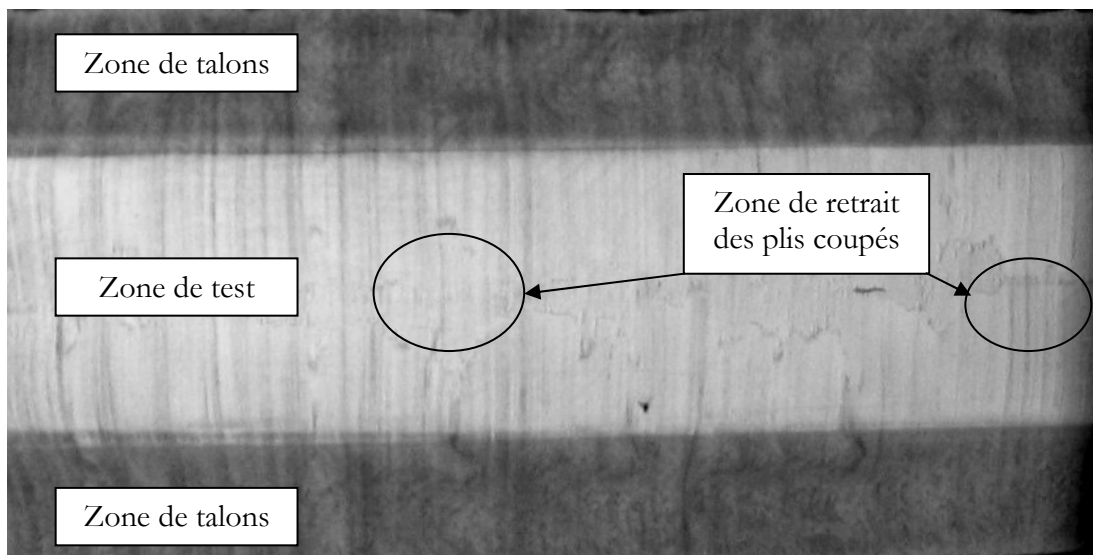 Zone de talons
Zone de retrait
des plis coupés
Zone de test
Zone de talons